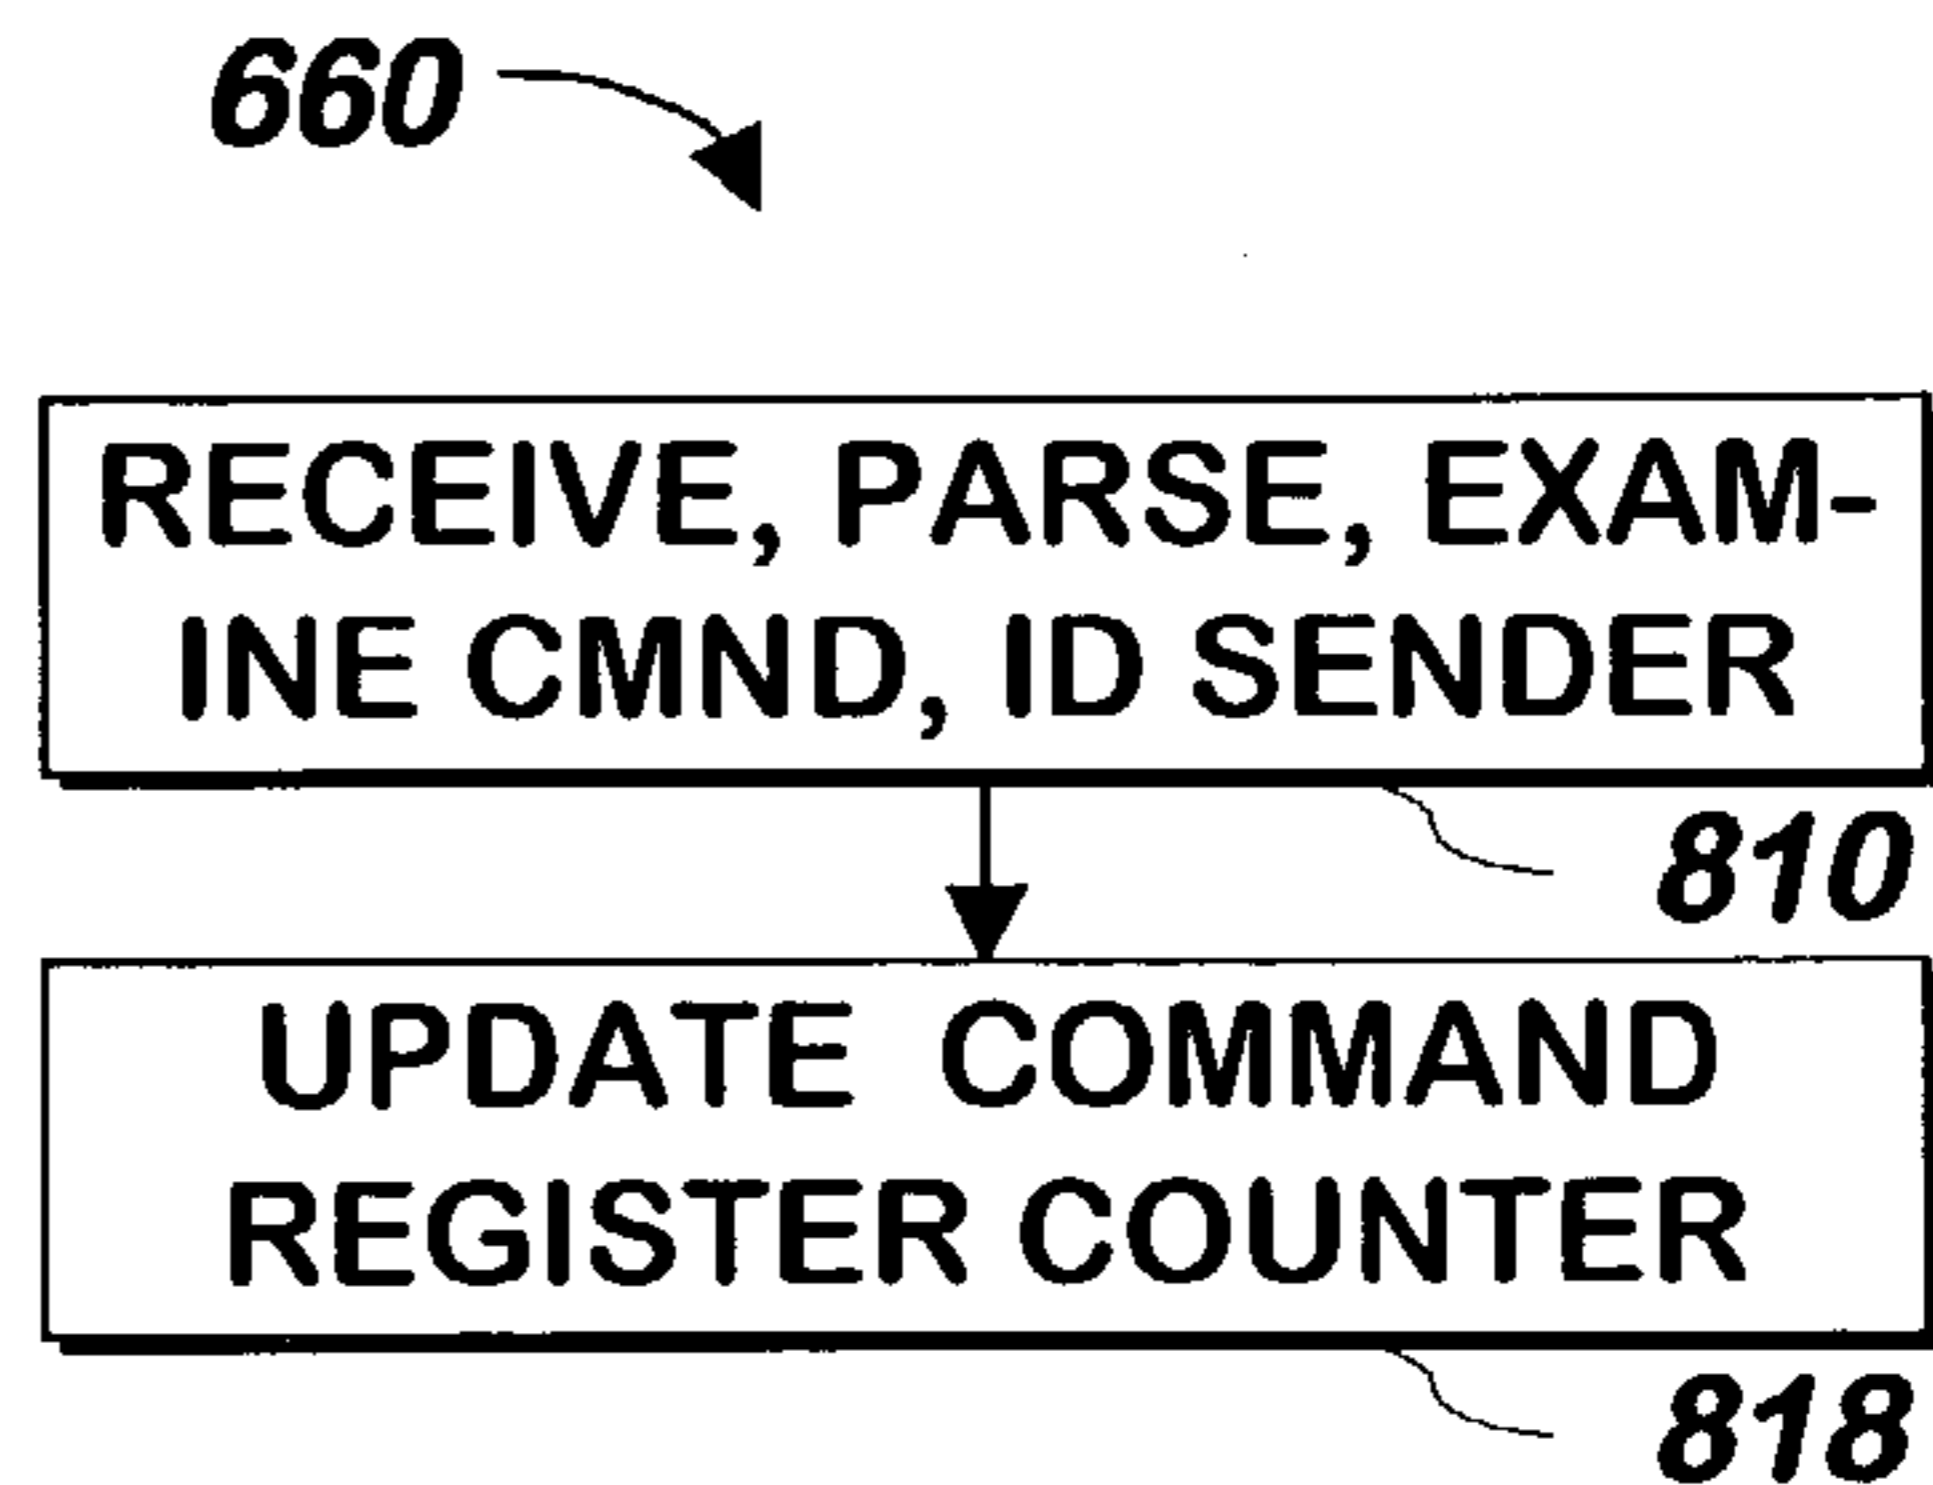 660
RECEIVE, PARSE, EXAM-
INE CMND, ID SENDER
810
UPDATE COMMAND
REGISTER COUNTER
818